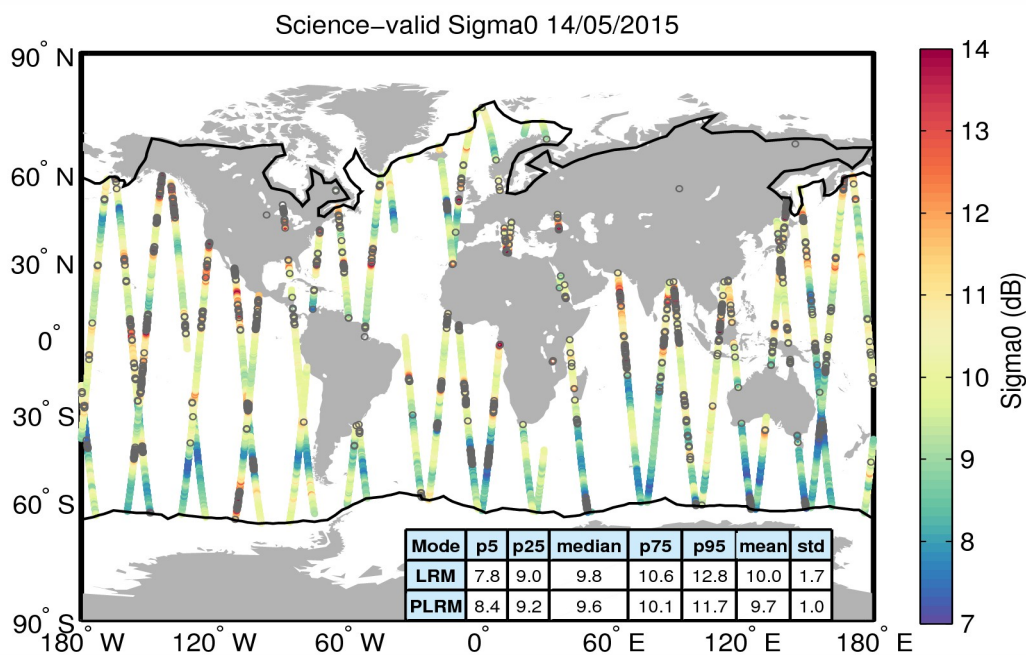 Science−valid Sigma0 14/05/2015
90° N
60° N
30° N
0°
30° S
60° S
90° S
180° W
120° W
60° W
0°
60° E
120° E
180° E
14
13
12
11
10
9
8
7
Sigma0 (dB)
Mode p5 p25 median p75 p95 mean std
LRM 7.8 9.0 9.8 10.6 12.8 10.0 1.7
PLRM 8.4 9.2 9.6 10.1 11.7 9.7 1.0